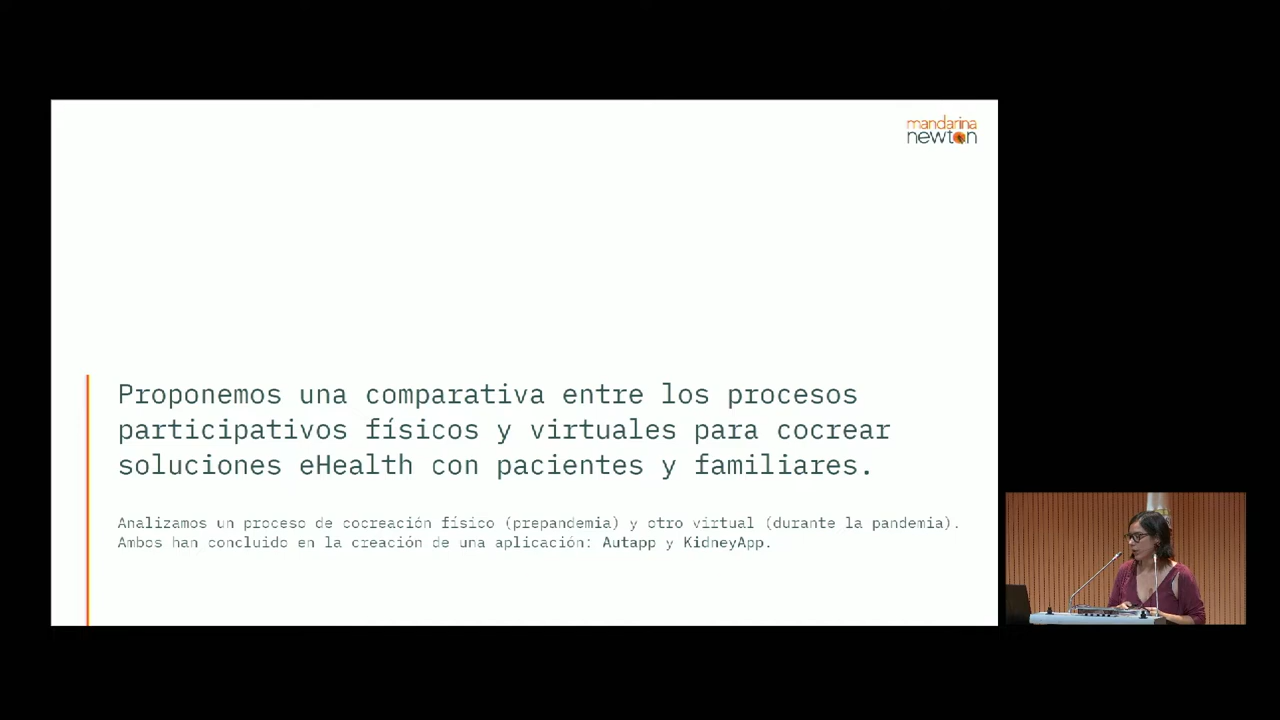 mandarina
newton
Proponemos una comparativa entre los procesos
participativos físicos y virtuales para cocrear
soluciones eHealth con pacientes y familiares.
Analizamos un proceso de cocreación físico (prepandemia) y otro virtual (durante la pandemia).
Ambos han concluido en la creación de una aplicación: Autapp y KidneyApp.